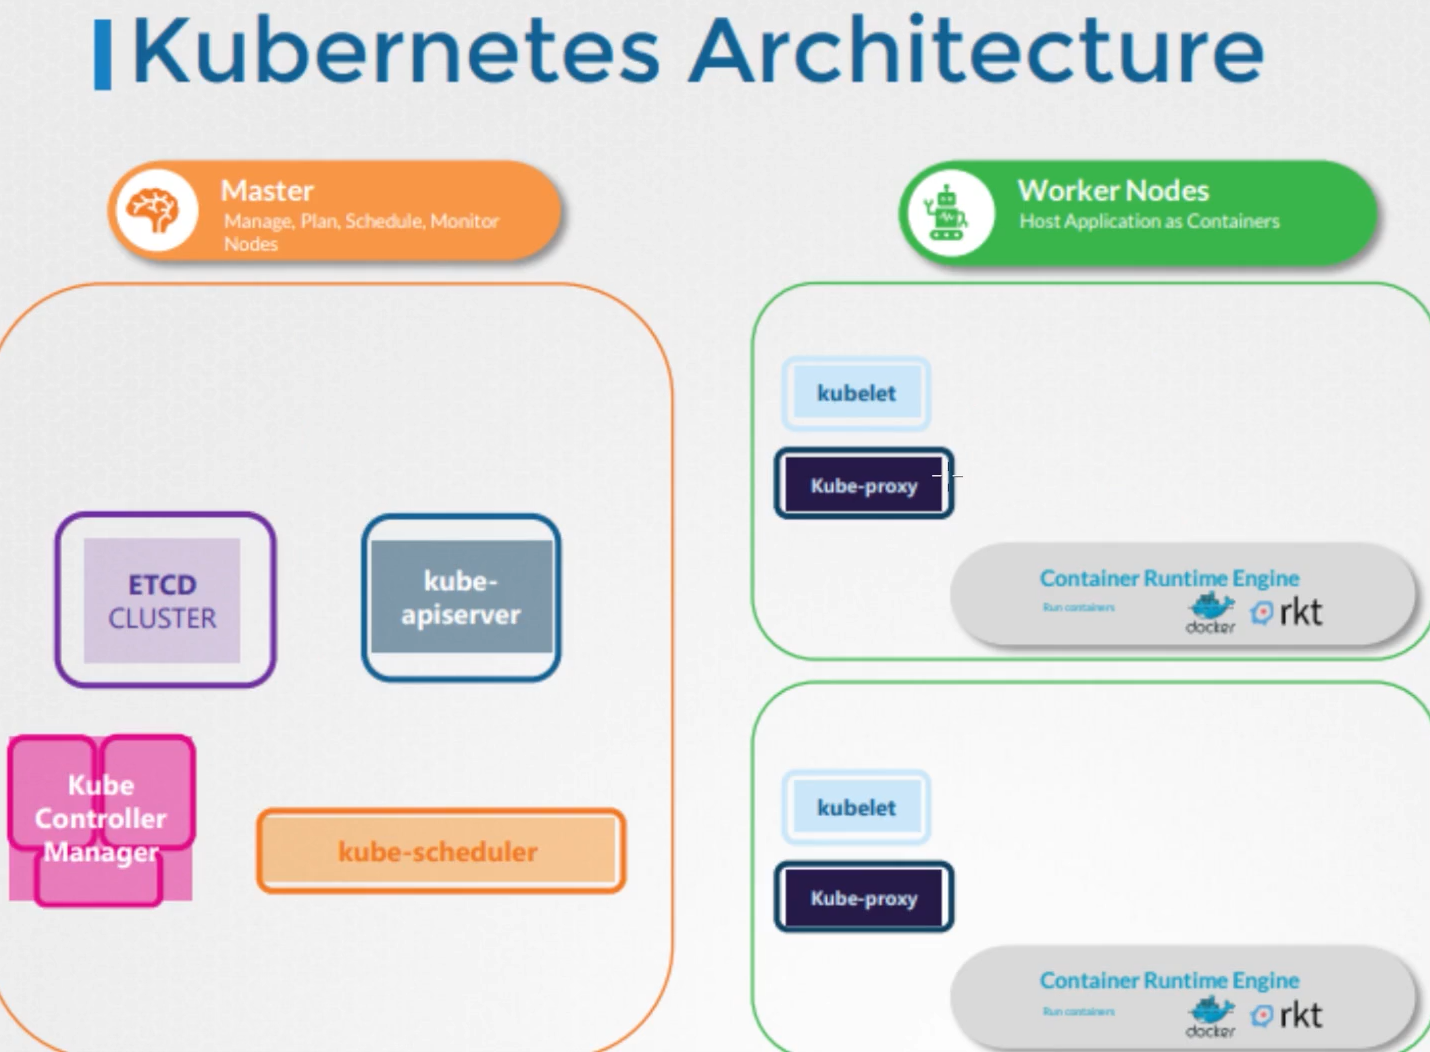 Kubernetes Architecture
Master
Manage, Plan, Schedule, Monitor
Nodes
Worker Nodes
Host Application as Containers
ETCD
CLUSTER
kube-
apiserver
Kube
Controller
Manager
kube-scheduler
kubelet
Kube-proxy
Container Runtime Engine
Run containers
docker
rkt
kubelet
Kube-proxy
Container Runtime Engine
Run containers
docker
rkt